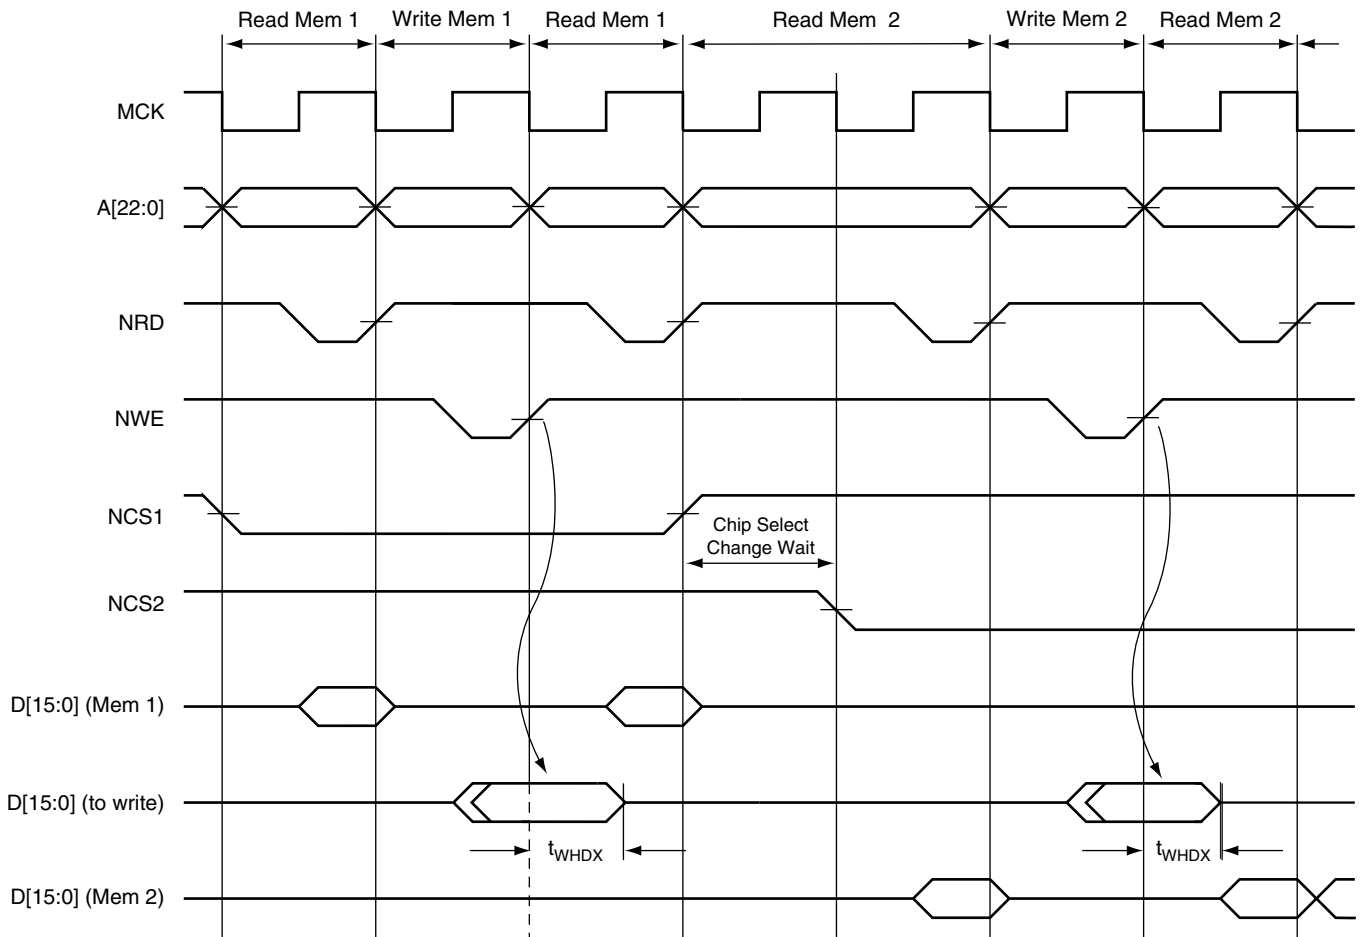 Read Mem 1 Write Mem 1 Read Mem 1 Read Mem 2 Write Mem 2 Read Mem 2
MCK
A[22:0]
NRD
NWE
NCS1
Chip Select
Change Wait
NCS2
D[15:0] (Mem 1)
D[15:0] (to write)
tWHDX tWHDX
D[15:0] (Mem 2)